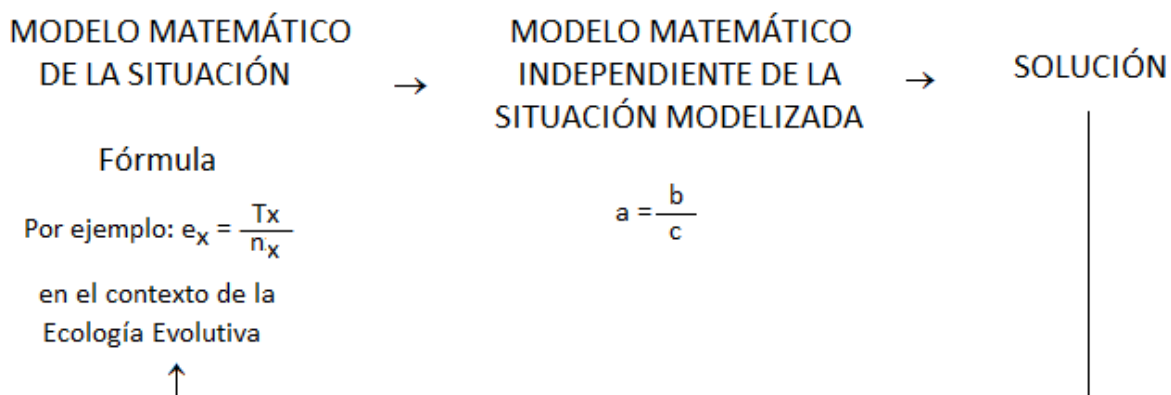 MODELO MATEMÁTICO
DE LA SITUACIÓN
→
MODELO MATEMÁTICO
INDEPENDIENTE DE LA
SITUACIÓN MODELIZADA
→
SOLUCIÓN
Fórmula
Por ejemplo: eₓ = Tx / nₓ
en el contexto de la
Ecología Evolutiva
a = b / c